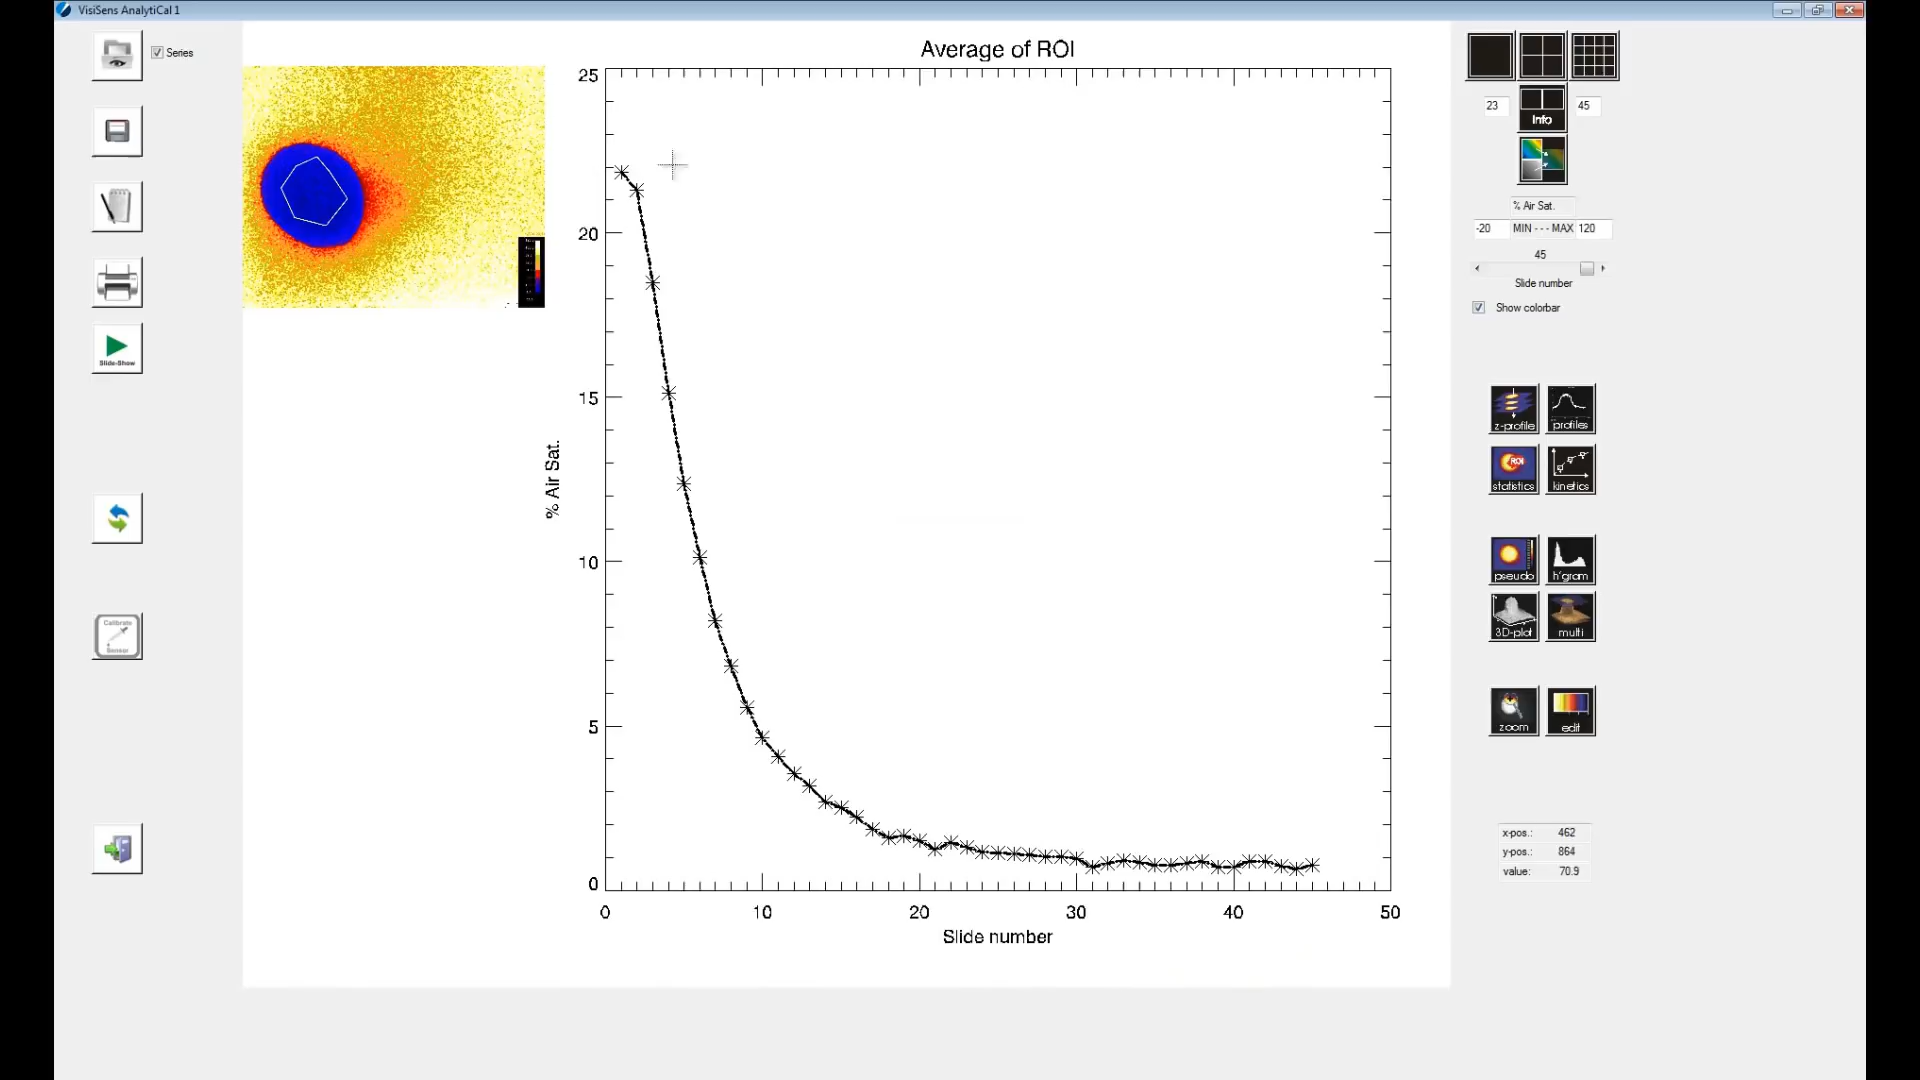 VisiSens AnalytiCal 1
Series
Slide-Show
Calibrate
Sensor
Average of ROI
25
20
15
10
5
0
% Air Sat.
0 10 20 30 40 50
Slide number
23
Info
45
% Air Sat.
-20 MIN - - - MAX 120
45
Slide number
Show colorbar
z-profile
profiles
ROI
statistics
kinetics
pseudo
h'gram
3D-plot
multi
zoom
edit
x-pos.: 462
y-pos.: 864
value: 70.9